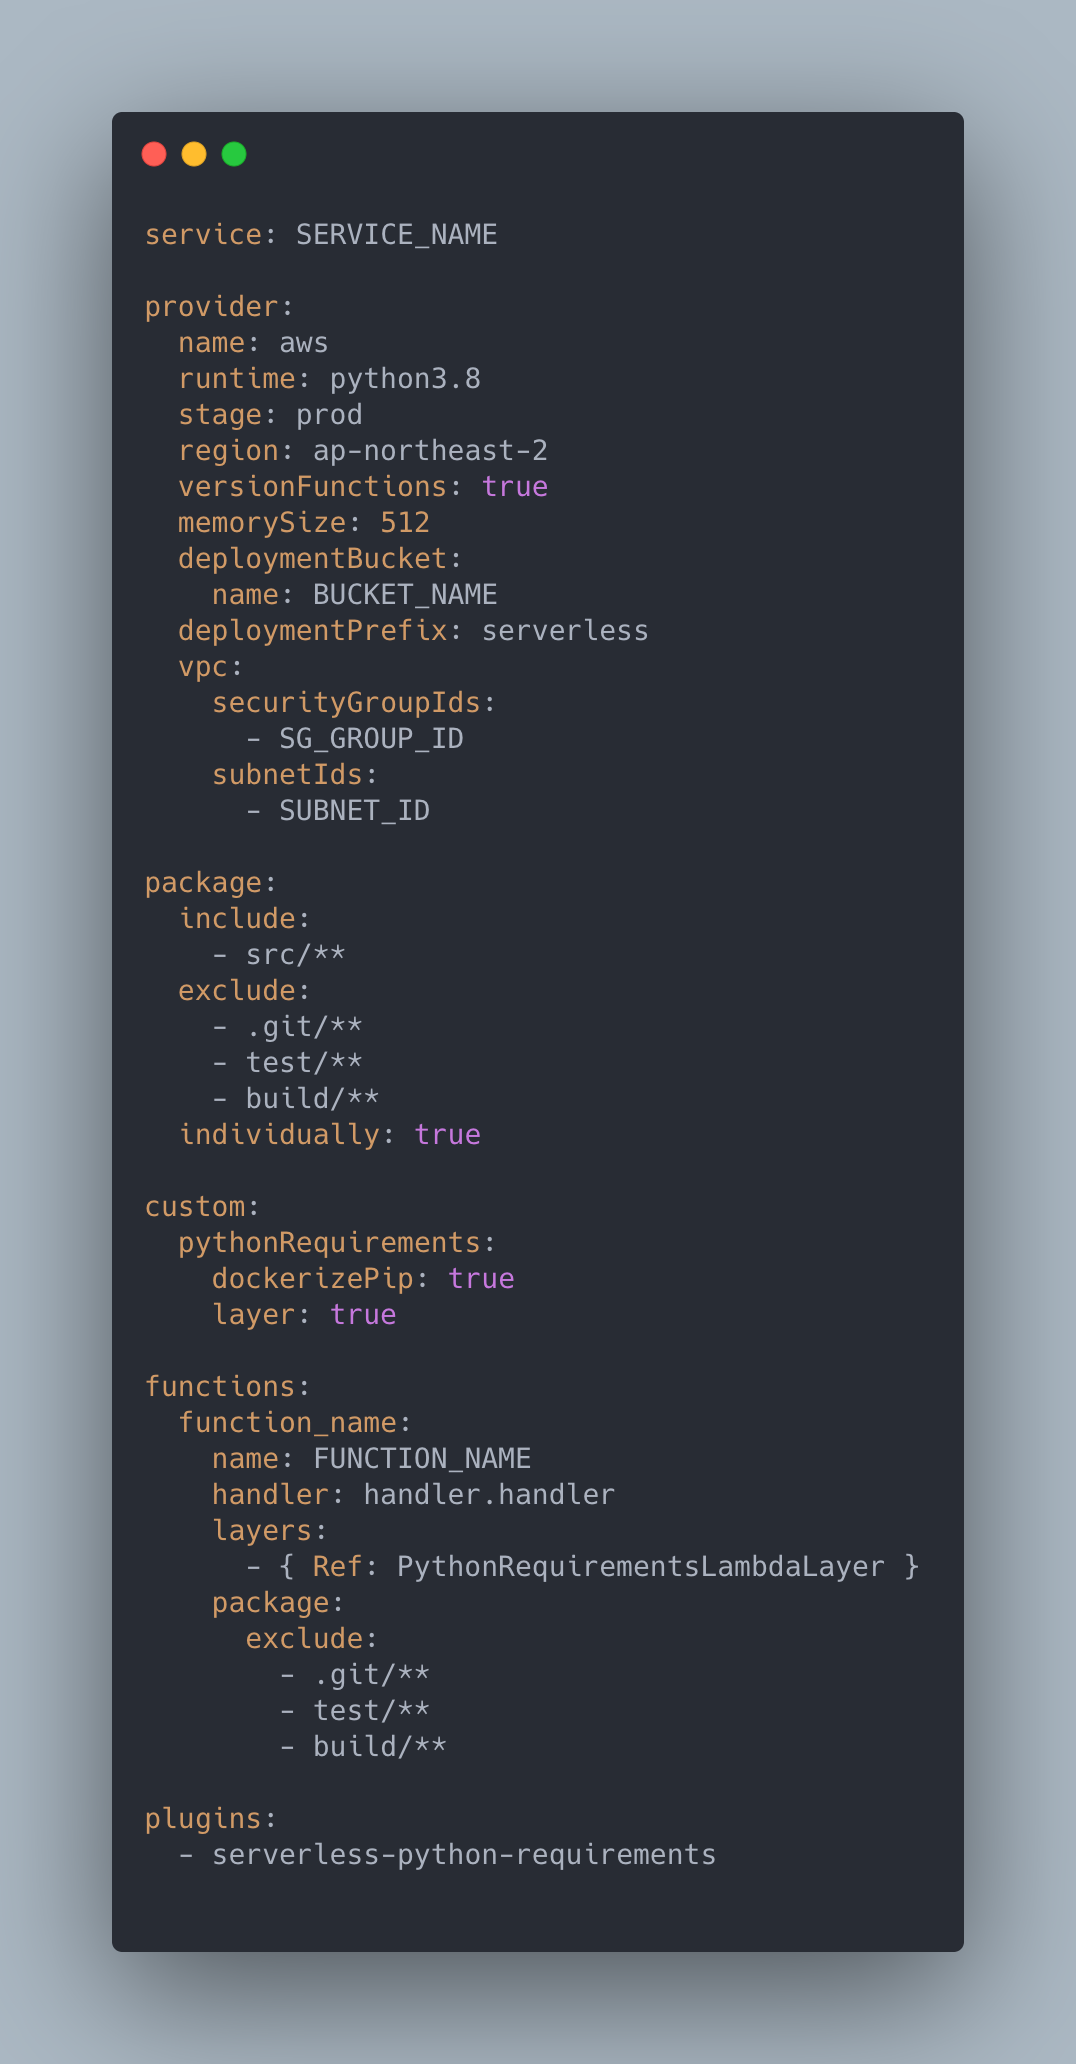 service: SERVICE_NAME

provider:
  name: aws
  runtime: python3.8
  stage: prod
  region: ap-northeast-2
  versionFunctions: true
  memorySize: 512
  deploymentBucket:
    name: BUCKET_NAME
  deploymentPrefix: serverless
  vpc:
    securityGroupIds:
      - SG_GROUP_ID
    subnetIds:
      - SUBNET_ID

package:
  include:
    - src/**
  exclude:
    - .git/**
    - test/**
    - build/**
  individually: true

custom:
  pythonRequirements:
    dockerizePip: true
    layer: true

functions:
  function_name:
    name: FUNCTION_NAME
    handler: handler.handler
    layers:
      - { Ref: PythonRequirementsLambdaLayer }
    package:
      exclude:
        - .git/**
        - test/**
        - build/**

plugins:
  - serverless-python-requirements